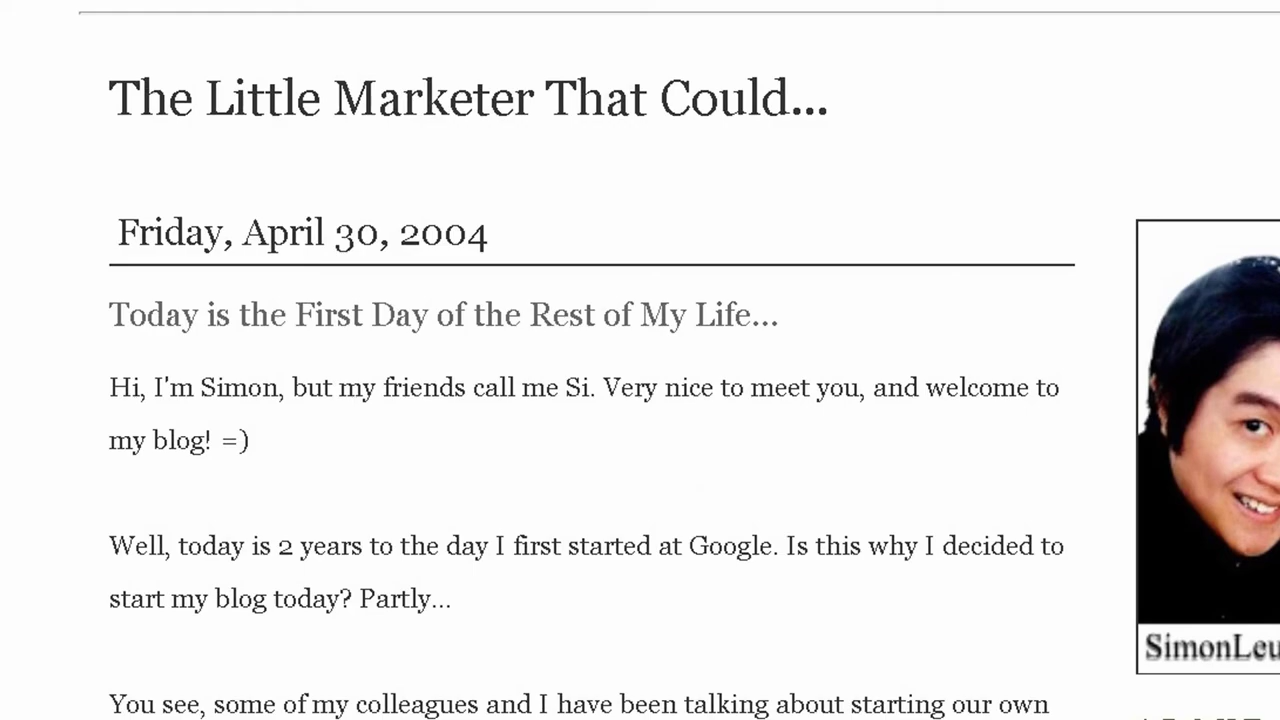 The Little Marketer That Could...
Friday, April 30, 2004
Today is the First Day of the Rest of My Life...
Hi, I'm Simon, but my friends call me Si. Very nice to meet you, and welcome to
my blog! =)
Well, today is 2 years to the day I first started at Google. Is this why I decided to
start my blog today? Partly...
You see, some of my colleagues and I have been talking about starting our own
SimonLeu